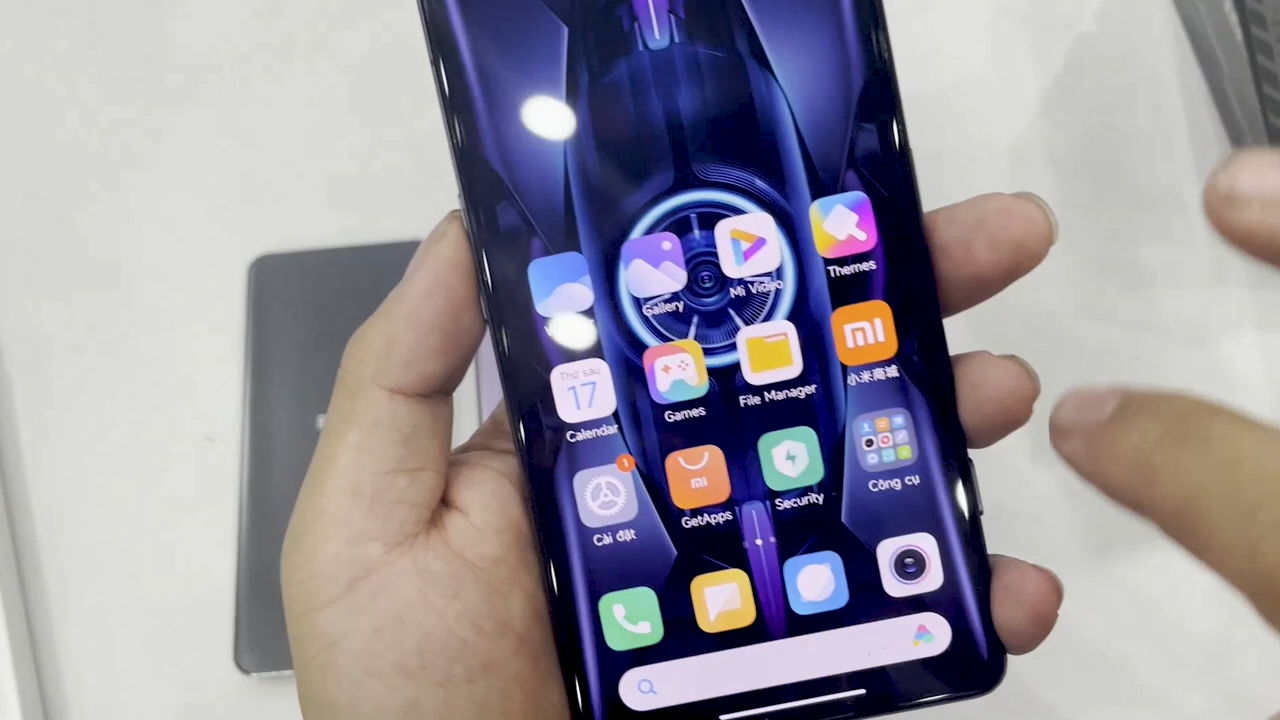 Gallery
Mi Video
Themes
Thứ sáu
17
Calendar
Games
File Manager
mi
小米商城
1
Cài đặt
mi
GetApps
Security
Công cụ